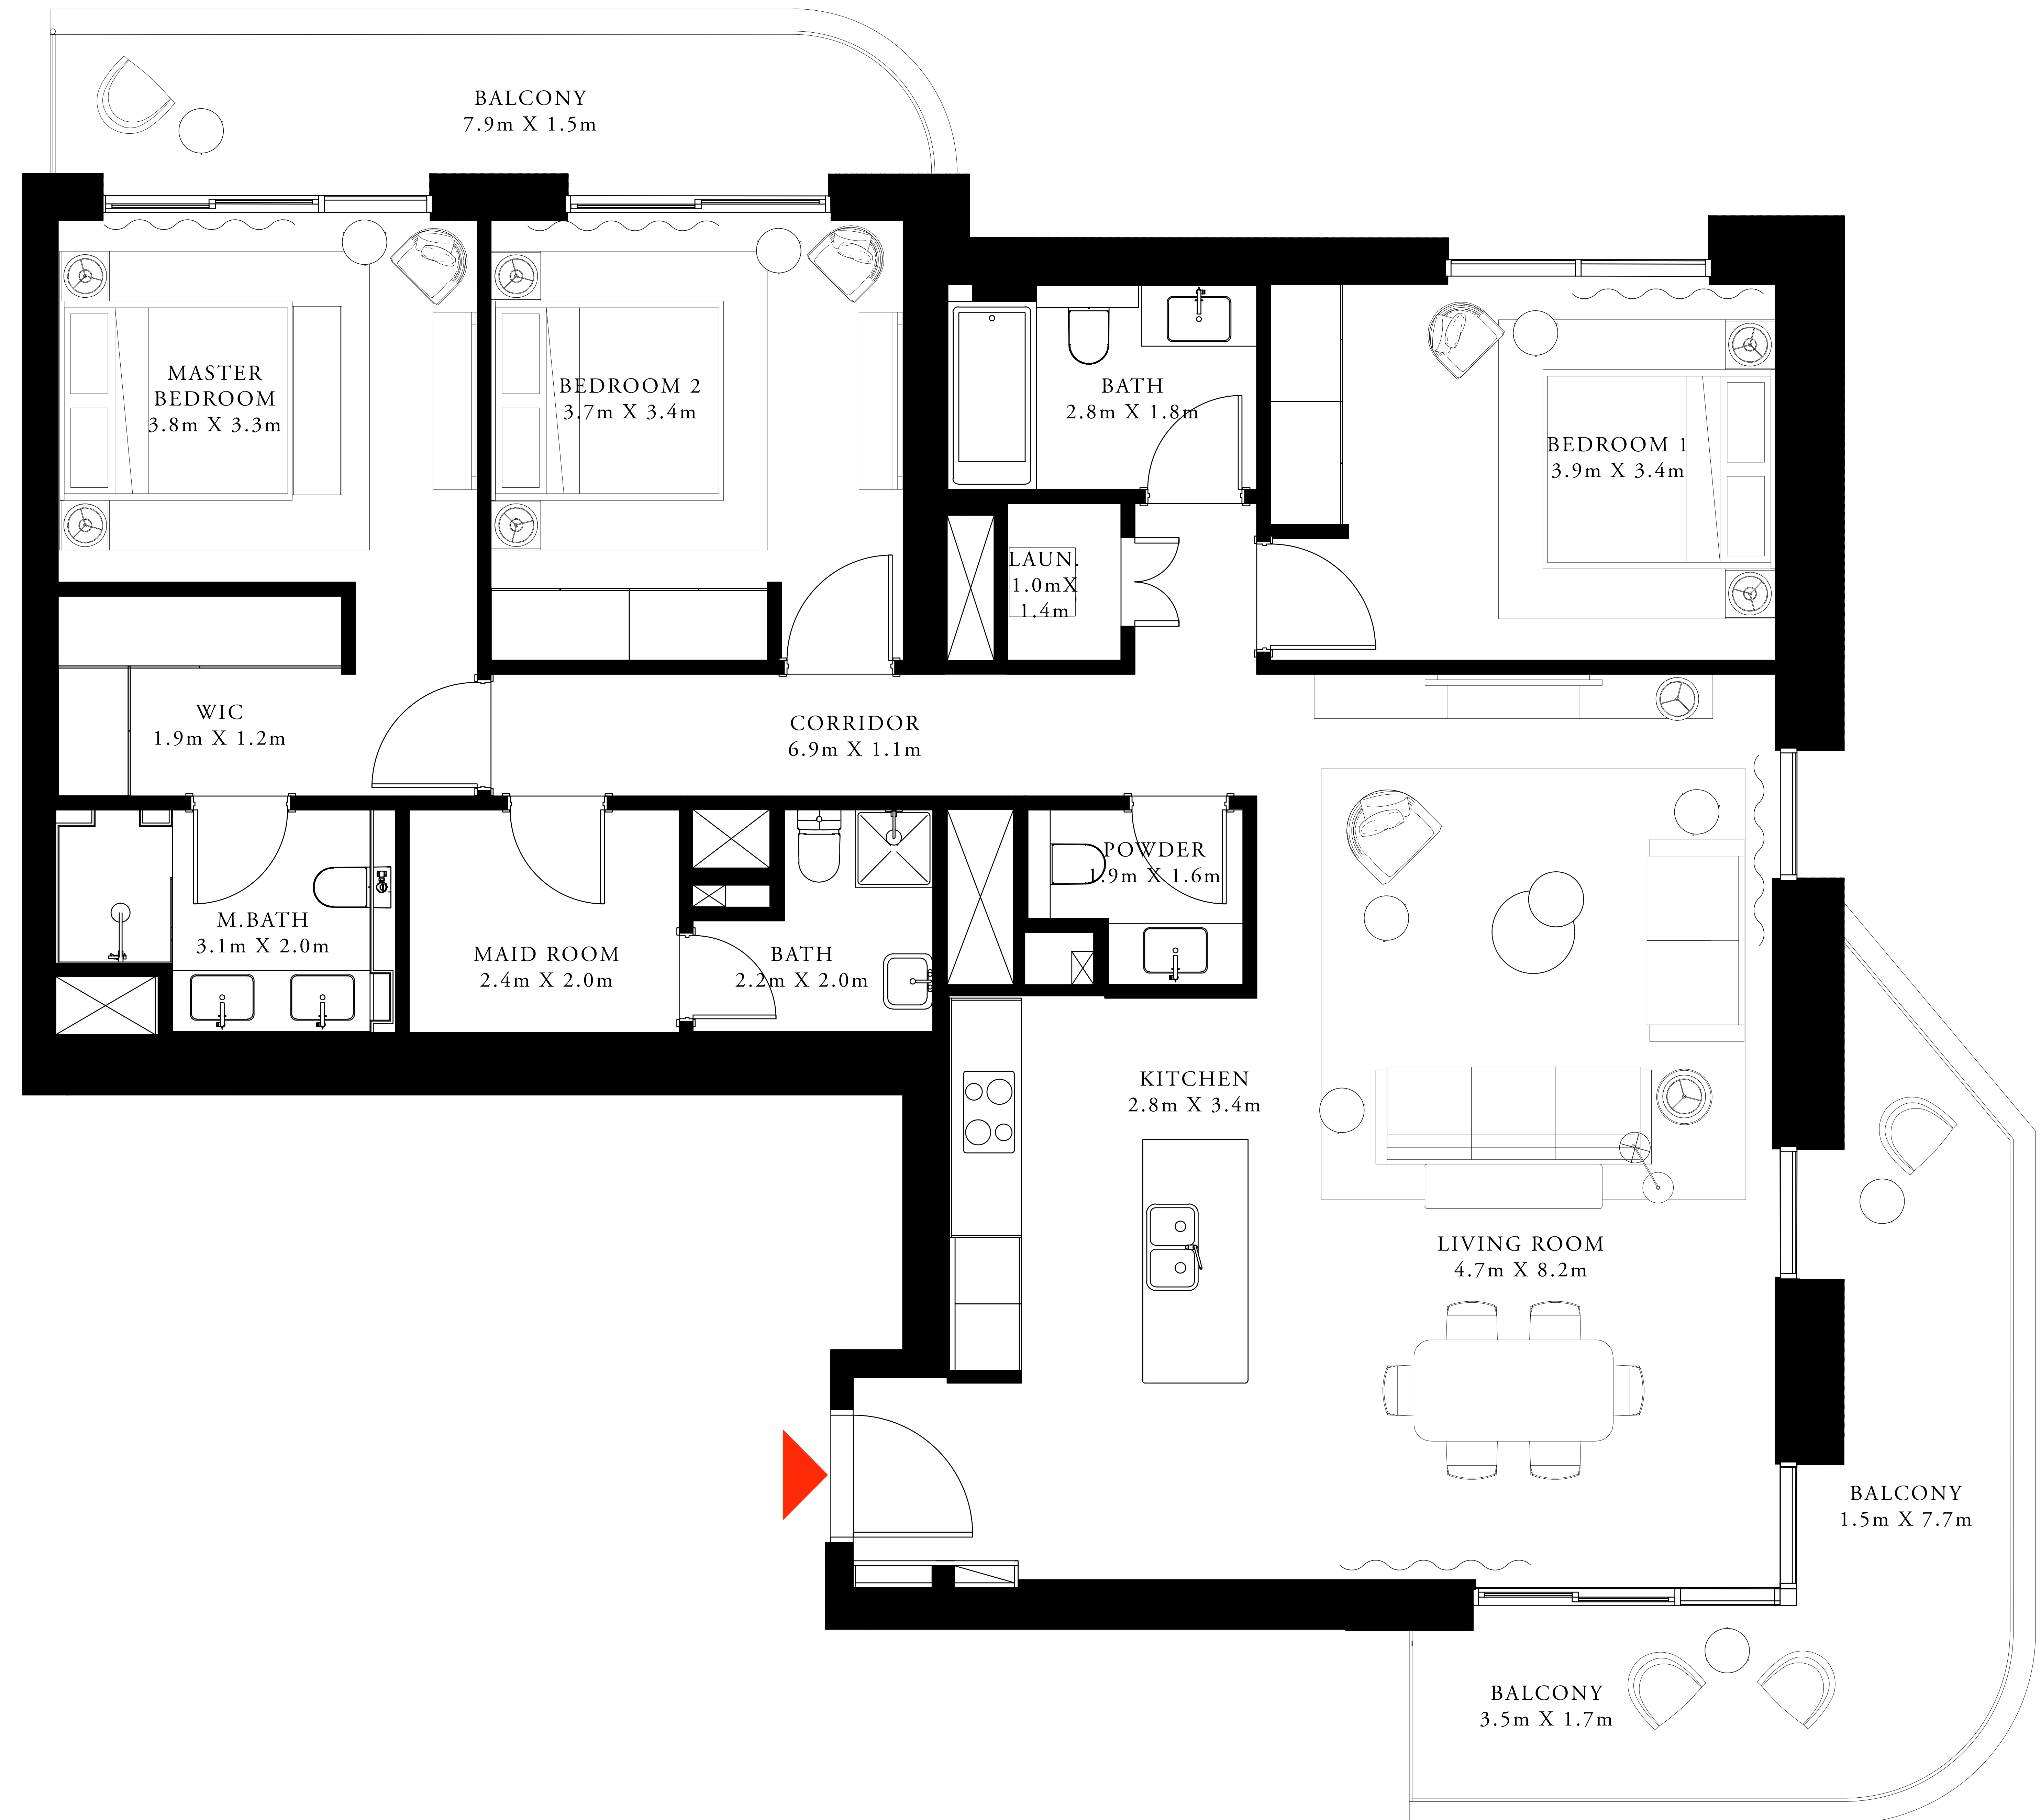 BALCONY
7.9m X 1.5m
MASTER
BEDROOM
3.8m X 3.3m
BEDROOM 2
3.7m X 3.4m
BATH
2.8m X 1.8m
BEDROOM 1
3.9m X 3.4m
LAUN.
1.0mX
1.4m
WIC
1.9m X 1.2m
CORRIDOR
6.9m X 1.1m
POWDER
1.9m X 1.6m
M.BATH
3.1m X 2.0m
MAID ROOM
2.4m X 2.0m
BATH
2.2m X 2.0m
KITCHEN
2.8m X 3.4m
LIVING ROOM
4.7m X 8.2m
BALCONY
1.5m X 7.7m
BALCONY
3.5m X 1.7m